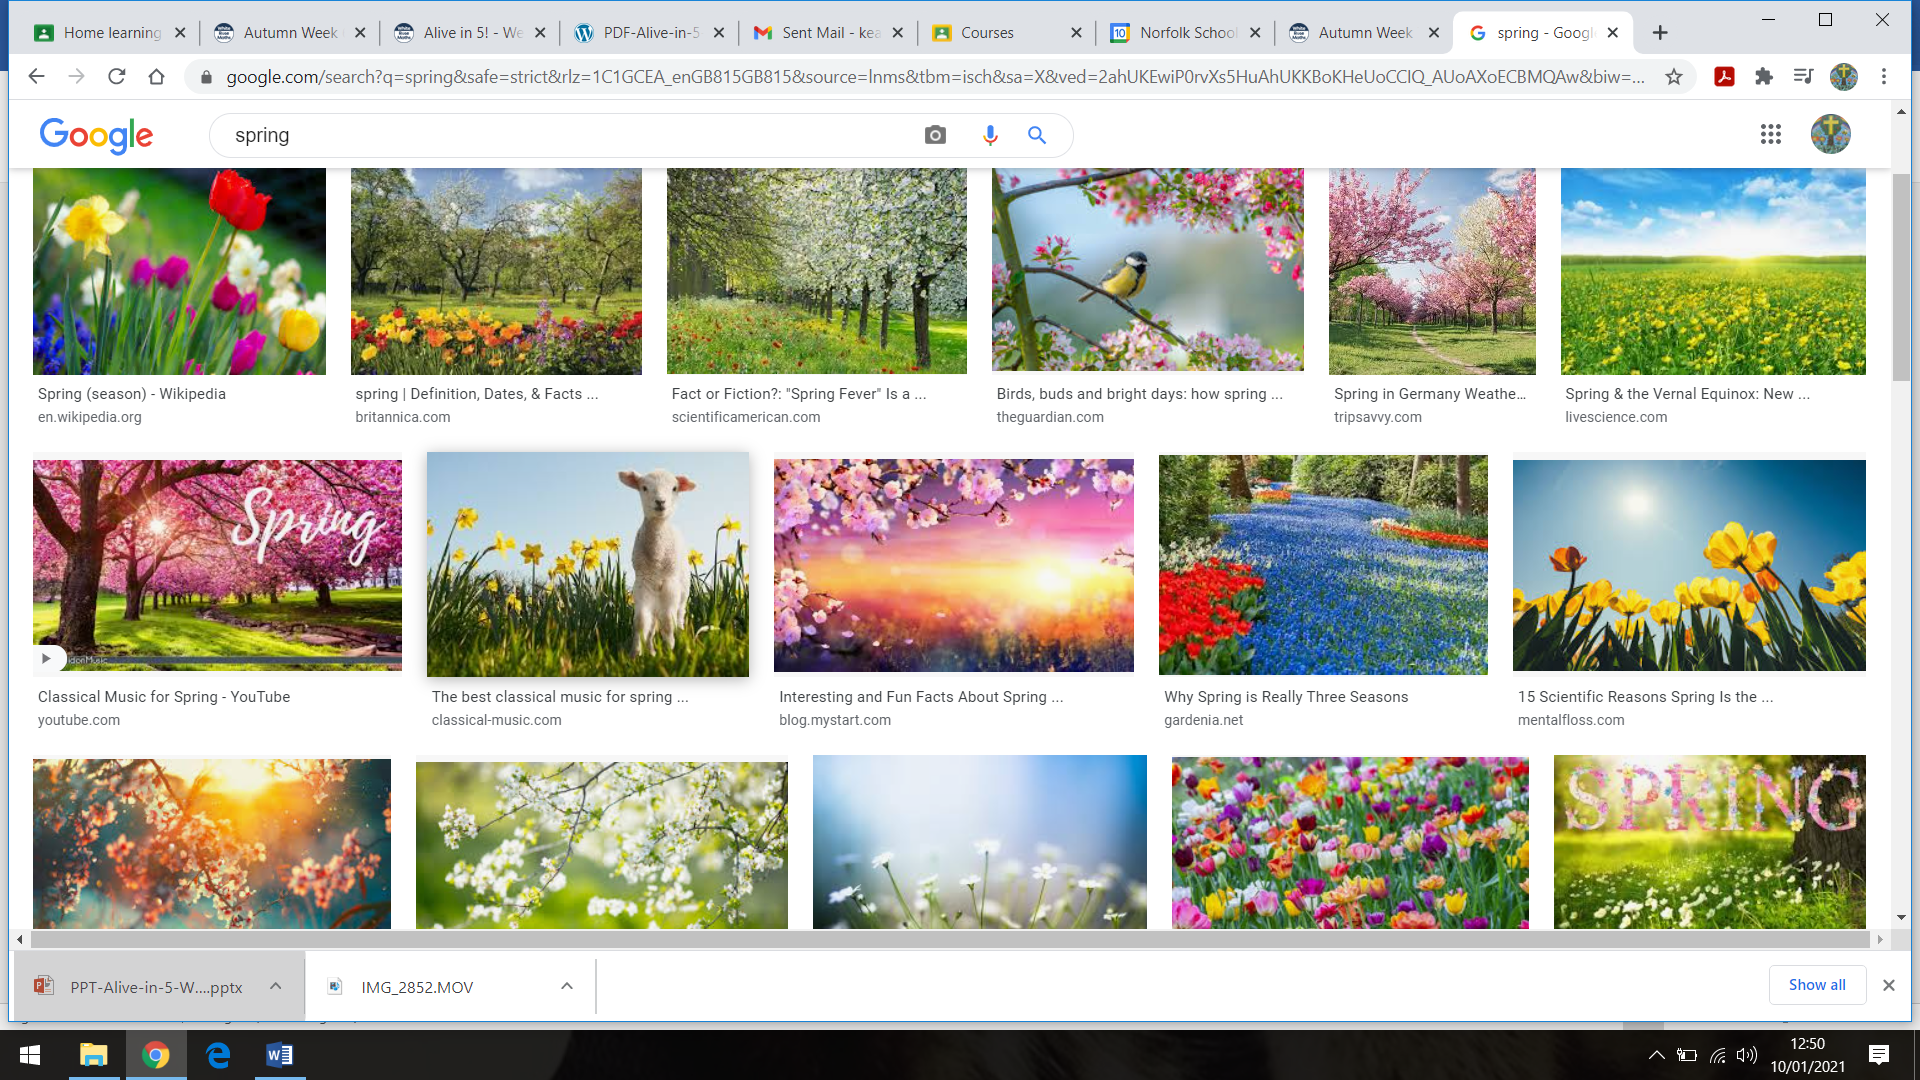 Home learning
Autumn Week
Alive in 5! - We
PDF-Alive-in-5-
Sent Mail - kea
Courses
10
Norfolk School
Autumn Week
spring - Googl
google.com/search?q=spring&safe=strict&rlz=1C1GCEA_enGB815GB815&source=lnms&tbm=isch&sa=X&ved=2ahUKEwiP0rvXs5HuAhUKKBoKHeUoCCIQ_AUoAXoECBMQAw&biw=...
Google
spring
Spring (season) - Wikipedia
en.wikipedia.org
spring | Definition, Dates, & Facts ...
britannica.com
Fact or Fiction?: "Spring Fever" Is a ...
scientificamerican.com
Birds, buds and bright days: how spring ...
theguardian.com
Spring in Germany Weathe...
tripsavvy.com
Spring & the Vernal Equinox: New ...
livescience.com
Spring
Classical Music for Spring - YouTube
youtube.com
The best classical music for spring ...
classical-music.com
Interesting and Fun Facts About Spring ...
blog.mystart.com
Why Spring is Really Three Seasons
gardenia.net
15 Scientific Reasons Spring Is the ...
mentalfloss.com
SPRING
PPT-Alive-in-5-W....pptx
IMG_2852.MOV
Show all
12:50
10/01/2021